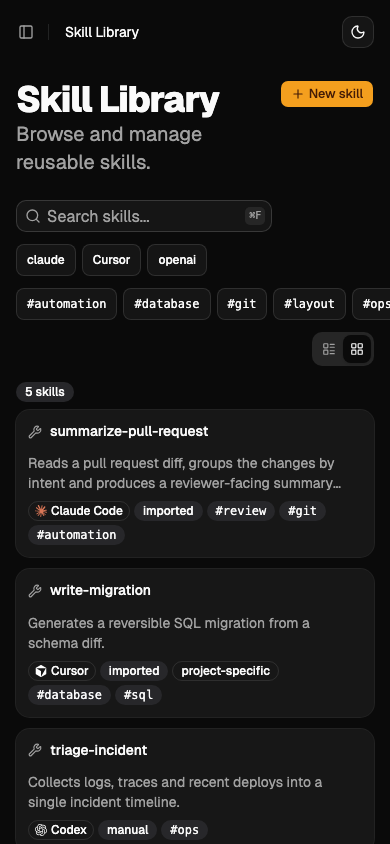 Skill Library
Skill Library
New skill
Browse and manage
reusable skills.
Search skills... ⌘F
claude Cursor openai
#automation #database #git #layout #ops
5 skills
summarize-pull-request
Reads a pull request diff, groups the changes by
intent and produces a reviewer-facing summary...
Claude Code imported #review #git
#automation
write-migration
Generates a reversible SQL migration from a
schema diff.
Cursor imported project-specific
#database #sql
triage-incident
Collects logs, traces and recent deploys into a
single incident timeline.
Codex manual #ops